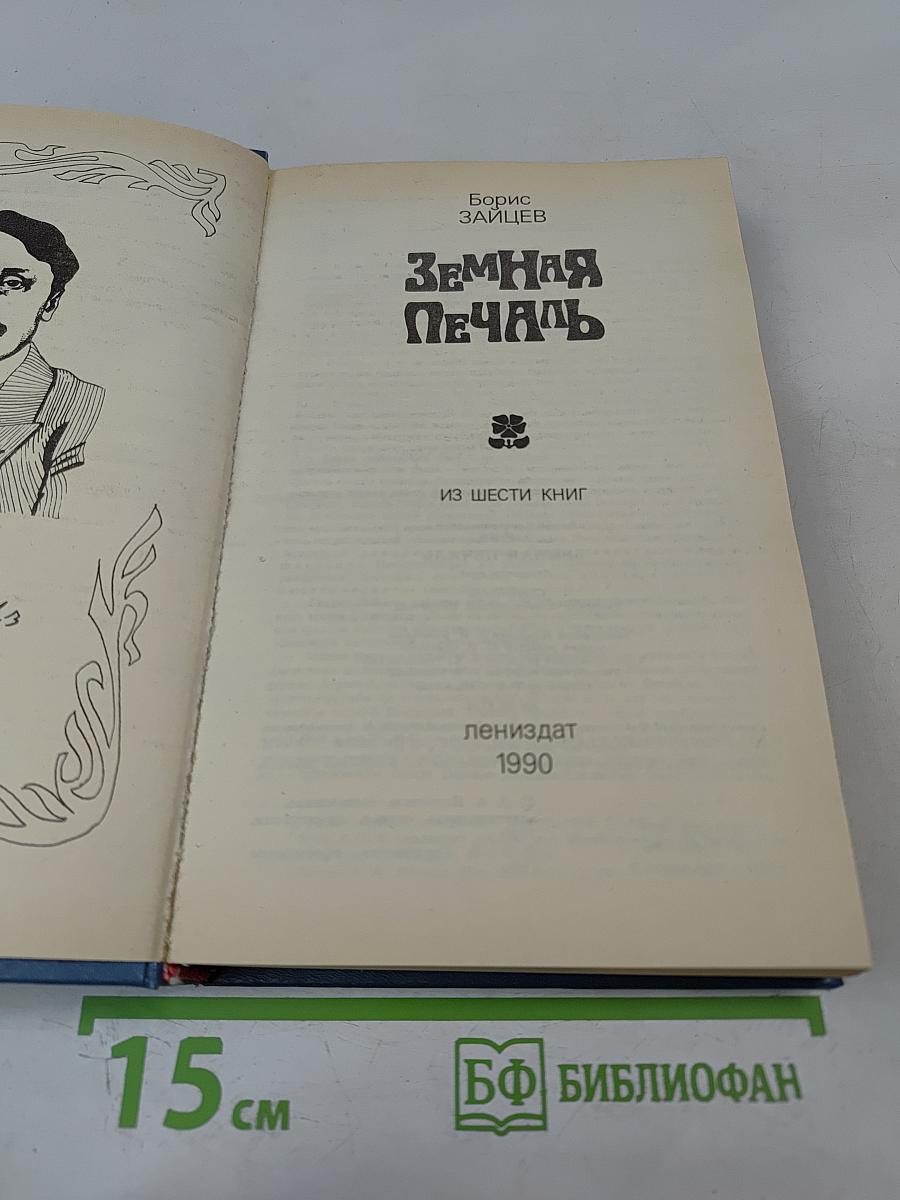 Борис
ЗАЙЦЕВ
ЗЕМНАЯ
ПЕЧАЛЬ
ИЗ ШЕСТИ КНИГ
лениздат
1990
15 см
БФ БИБЛИОФАН